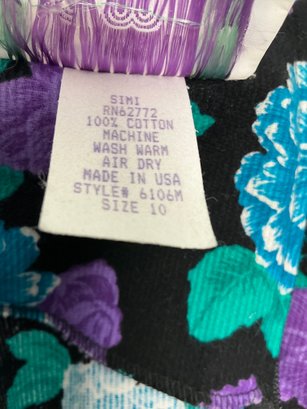 SIMI
RN62772
100% COTTON
MACHINE
WASH WARM
AIR DRY
MADE IN USA
STYLE# 6106M
SIZE 10